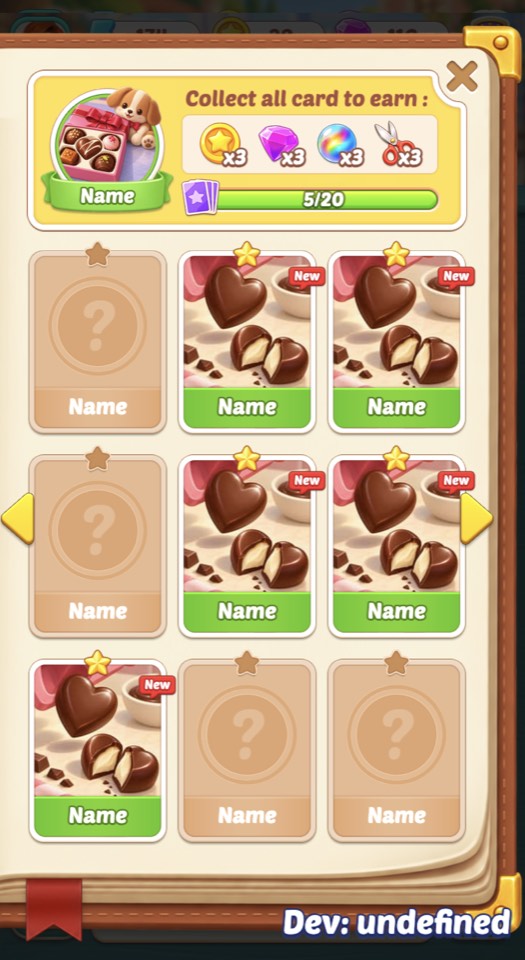 Collect all card to earn :
x3 x3 x3 x3
Name
5/20
New New
Name Name Name
New New
Name Name Name
New
Name Name Name
Dev: undefined